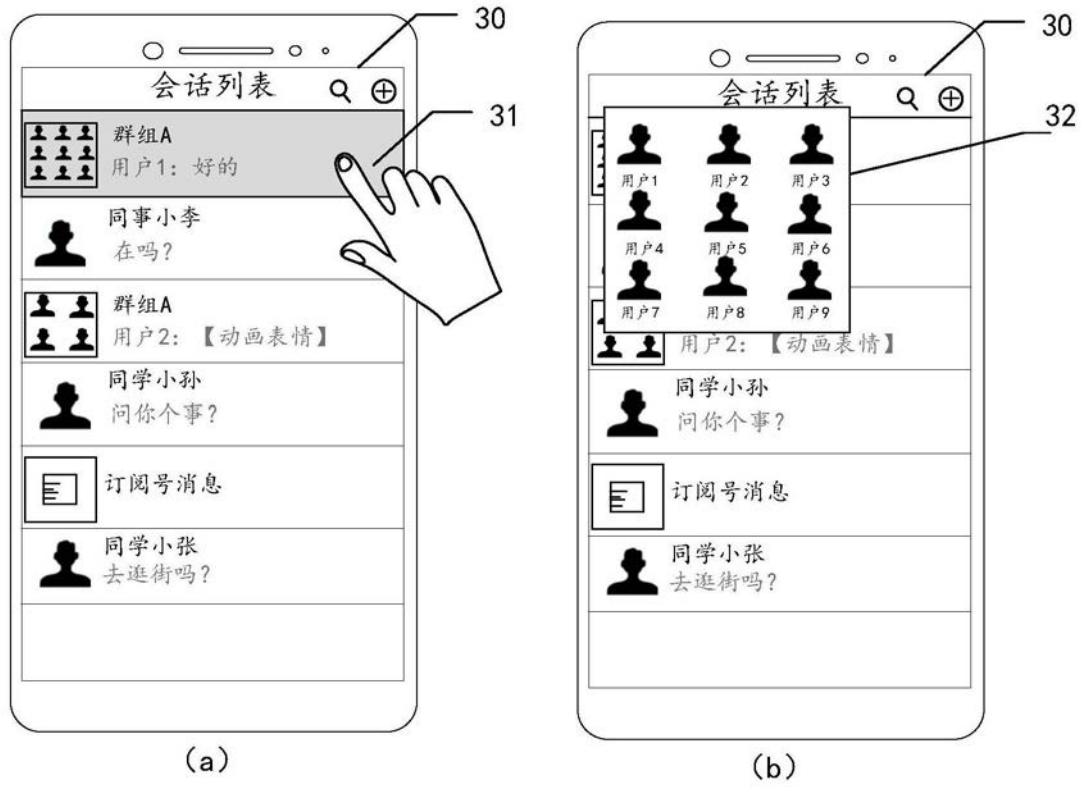 30
会话列表
31
群组A
用户1：好的
同事小李
在吗？
群组A
用户2：【动画表情】
同学小孙
问你个事？
订阅号消息
同学小张
去逛街吗？
(a)
30
会话列表
32
用户1 用户2 用户3
用户4 用户5 用户6
用户7 用户8 用户9
用户2：【动画表情】
同学小孙
问你个事？
订阅号消息
同学小张
去逛街吗？
(b)